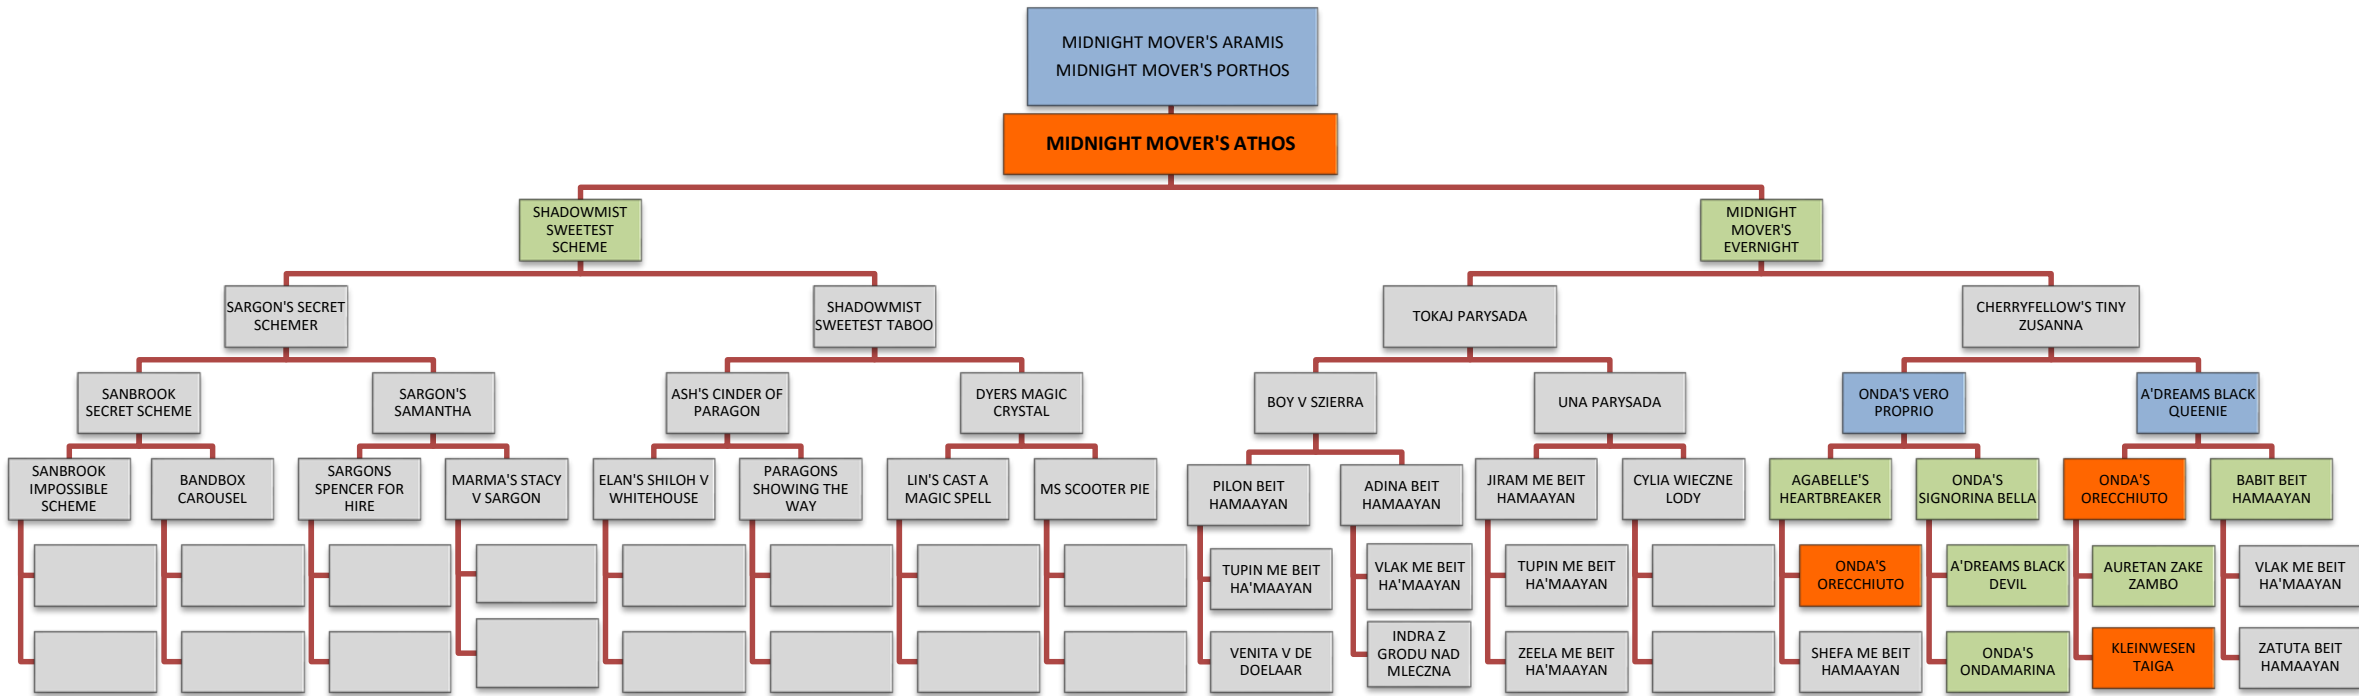 MIDNIGHT MOVER'S ARAMIS
MIDNIGHT MOVER'S PORTHOS
MIDNIGHT MOVER'S ATHOS
SHADOWMIST
SWEETEST
SCHEME
MIDNIGHT
MOVER'S
EVERNIGHT
SARGON'S SECRET
SCHEMER
SHADOWMIST
SWEETEST TABOO
TOKAJ PARYSADA
CHERRYFELLOW'S TINY
ZUSANNA
SANBROOK
SECRET SCHEME
SARGON'S
SAMANTHA
ASH'S CINDER OF
PARAGON
DYERS MAGIC
CRYSTAL
BOY V SZIERRA
UNA PARYSADA
ONDA'S VERO
PROPRIO
A'DREAMS BLACK
QUEENIE
SANBROOK
IMPOSSIBLE
SCHEME
BANDBOX
CAROUSEL
SARGONS
SPENCER FOR
HIRE
MARMA'S STACY
V SARGON
ELAN'S SHILOH V
WHITEHOUSE
PARAGONS
SHOWING THE
WAY
LIN'S CAST A
MAGIC SPELL
MS SCOOTER PIE
PILON BEIT
HAMAAYAN
ADINA BEIT
HAMAAYAN
JIRAM ME BEIT
HAMAAYAN
CYLIA WIECZNE
LODY
AGABELLE'S
HEARTBREAKER
ONDA'S
SIGNORINA BELLA
ONDA'S
ORECCHIUTO
BABIT BEIT
HAMAAYAN
TUPIN ME BEIT
HA'MAAYAN
VLAK ME BEIT
HA'MAAYAN
TUPIN ME BEIT
HA'MAAYAN
ONDA'S
ORECCHIUTO
A'DREAMS BLACK
DEVIL
AURETAN ZAKE
ZAMBO
VLAK ME BEIT
HA'MAAYAN
VENITA V DE
DOELAAR
INDRA Z
GRODU NAD
MLECZNA
ZEELA ME BEIT
HA'MAAYAN
SHEFA ME BEIT
HAMAAYAN
ONDA'S
ONDAMARINA
KLEINWESEN
TAIGA
ZATUTA BEIT
HAMAAYAN